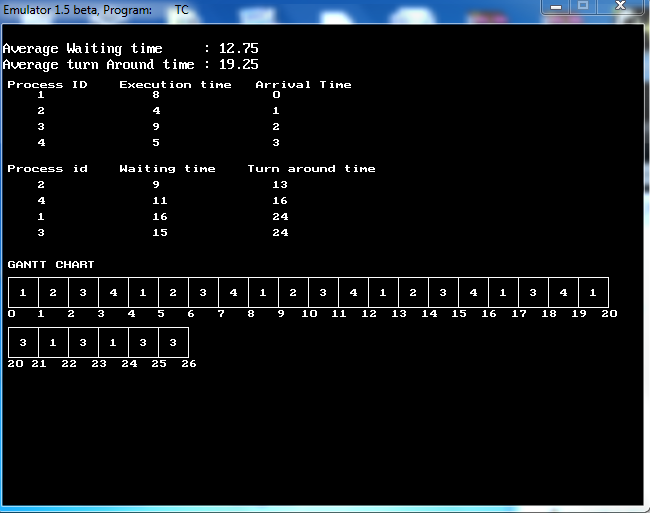 Emulator 1.5 beta, Program: TC
Average Waiting time : 12.75
Average turn Around time : 19.25
Process ID Execution time Arrival Time
1 8 0
2 4 1
3 9 2
4 5 3
Process id Waiting time Turn around time
2 9 13
4 11 16
1 16 24
3 15 24
GANTT CHART
1 2 3 4 1 2 3 4 1 2 3 4 1 2 3 4 1 3 4 1
0 1 2 3 4 5 6 7 8 9 10 11 12 13 14 15 16 17 18 19 20
3 1 3 1 3 3
20 21 22 23 24 25 26